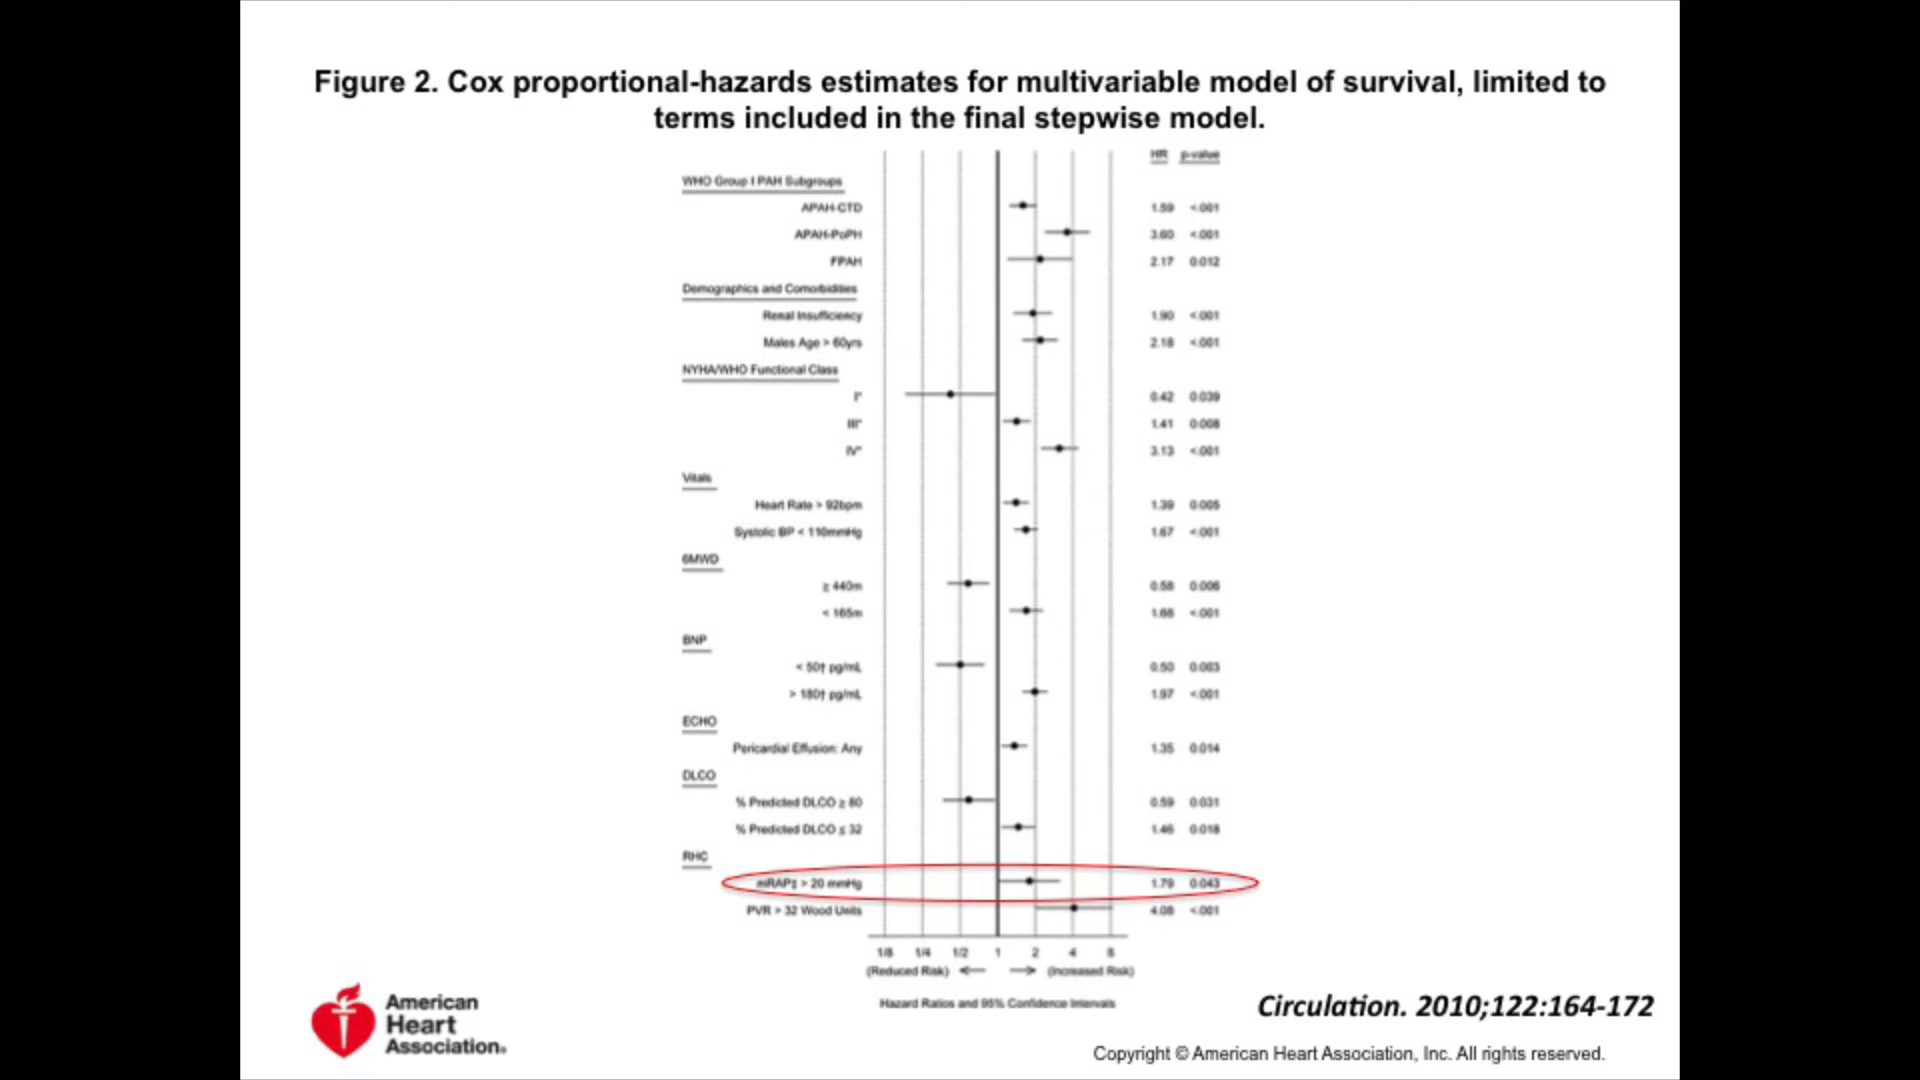 Figure 2. Cox proportional-hazards estimates for multivariable model of survival, limited to
terms included in the final stepwise model.
HR p-value
WHO Group I PAH Subgroups
APAH-CTD 1.59 <.001
APAH-PoPH 3.60 <.001
FPAH 2.17 0.012
Demographics and Comorbidities
Renal Insufficiency 1.90 <.001
Males Age > 60yrs 2.18 <.001
NYHA/WHO Functional Class
I* 0.42 0.039
III* 1.41 0.008
IV* 3.13 <.001
Vitals
Heart Rate > 92bpm 1.39 0.005
Systolic BP < 110mmHg 1.67 <.001
6MWD
≥ 440m 0.58 0.006
< 165m 1.68 <.001
BNP
< 50† pg/mL 0.50 0.003
> 180† pg/mL 1.97 <.001
ECHO
Pericardial Effusion: Any 1.35 0.014
DLCO
% Predicted DLCO ≥ 80 0.59 0.031
% Predicted DLCO ≤ 32 1.46 0.018
RHC
mRAP‡ > 20 mmHg 1.79 0.043
PVR > 32 Wood Units 4.08 <.001
1/8 1/4 1/2 1 2 4 8
(Reduced Risk) (Increased Risk)
Hazard Ratios and 95% Confidence Intervals
American
Heart
Association®
Circulation. 2010;122:164-172
Copyright © American Heart Association, Inc. All rights reserved.